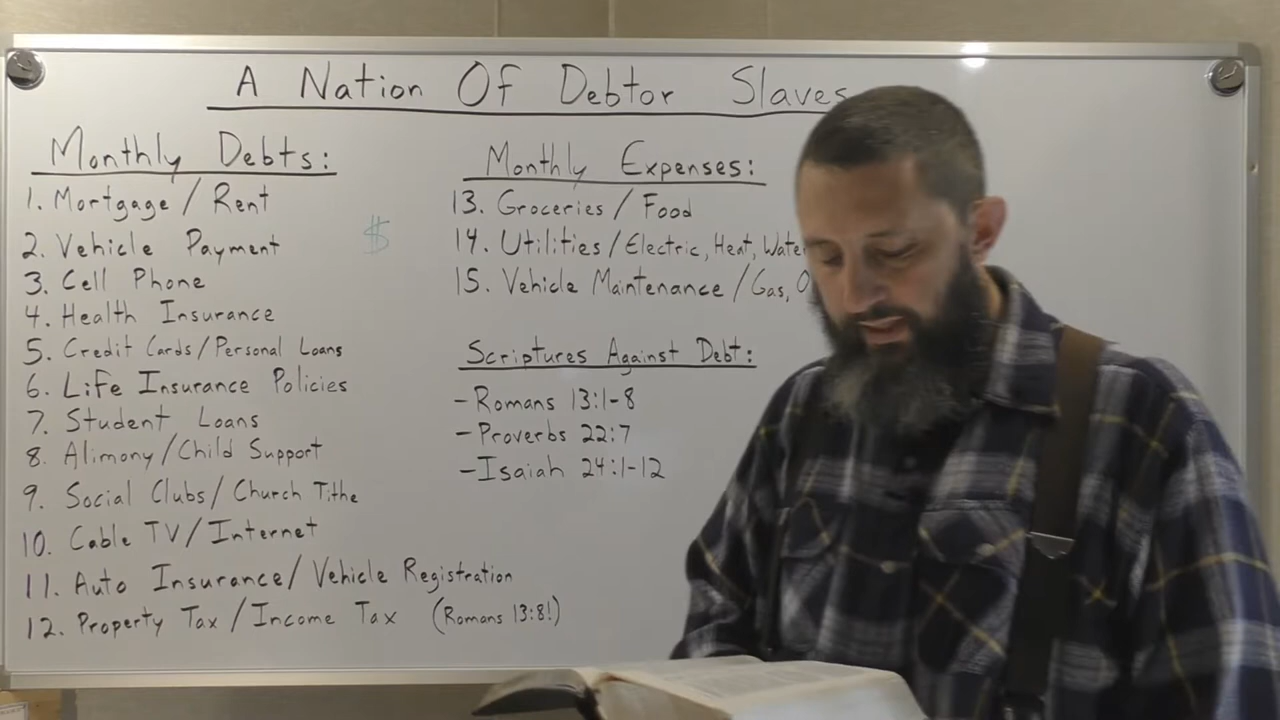 A Nation Of Debtor Slaves
Monthly Debts:
1. Mortgage / Rent
2. Vehicle Payment
3. Cell Phone
4. Health Insurance
5. Credit Cards / Personal Loans
6. Life Insurance Policies
7. Student Loans
8. Alimony / Child Support
9. Social Clubs / Church Tithe
10. Cable TV / Internet
11. Auto Insurance / Vehicle Registration
12. Property Tax / Income Tax (Romans 13:8!)
$
Monthly Expenses:
13. Groceries / Food
14. Utilities / Electric, Heat,
15. Vehicle Maintenance / Gas,
Scriptures Against Debt:
- Romans 13:1-8
- Proverbs 22:7
- Isaiah 24:1-12